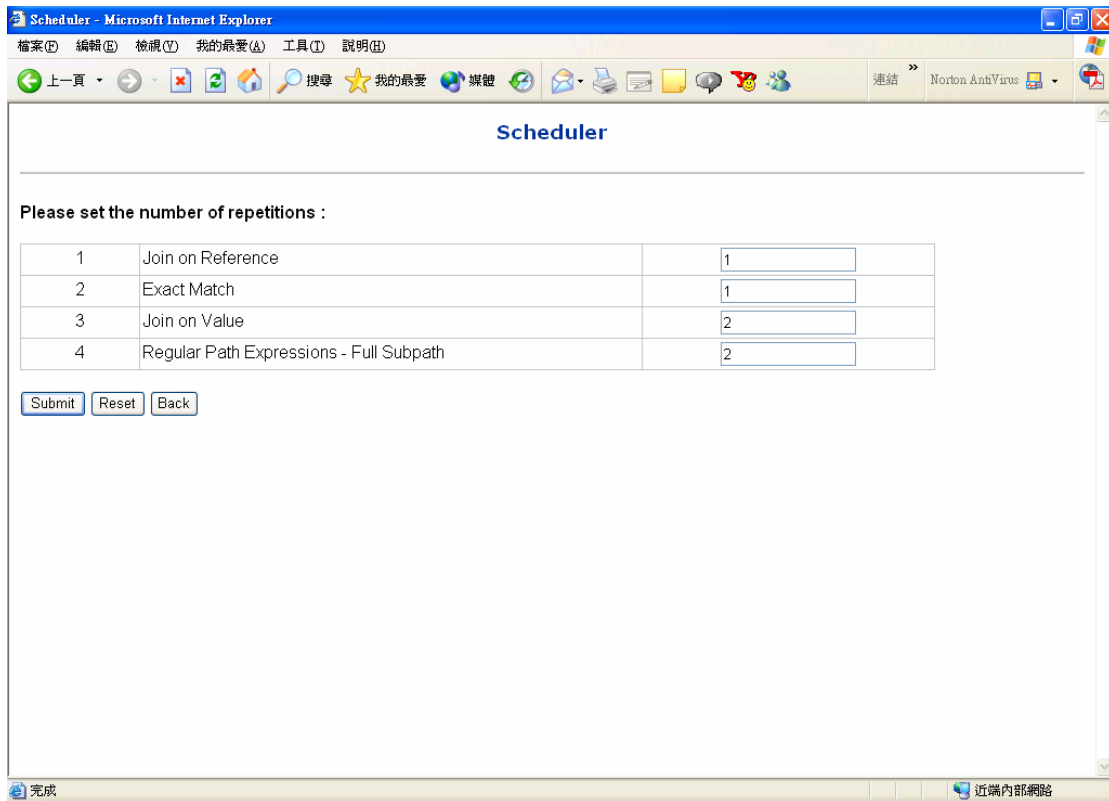 Scheduler - Microsoft Internet Explorer
檔案(F) 編輯(E) 檢視(V) 我的最愛(A) 工具(T) 說明(H)
上一頁 搜尋 我的最愛 媒體 連結 » Norton AntiVirus
Scheduler
Please set the number of repetitions :
1 Join on Reference 1
2 Exact Match 1
3 Join on Value 2
4 Regular Path Expressions - Full Subpath 2
Submit Reset Back
完成 近端內部網路